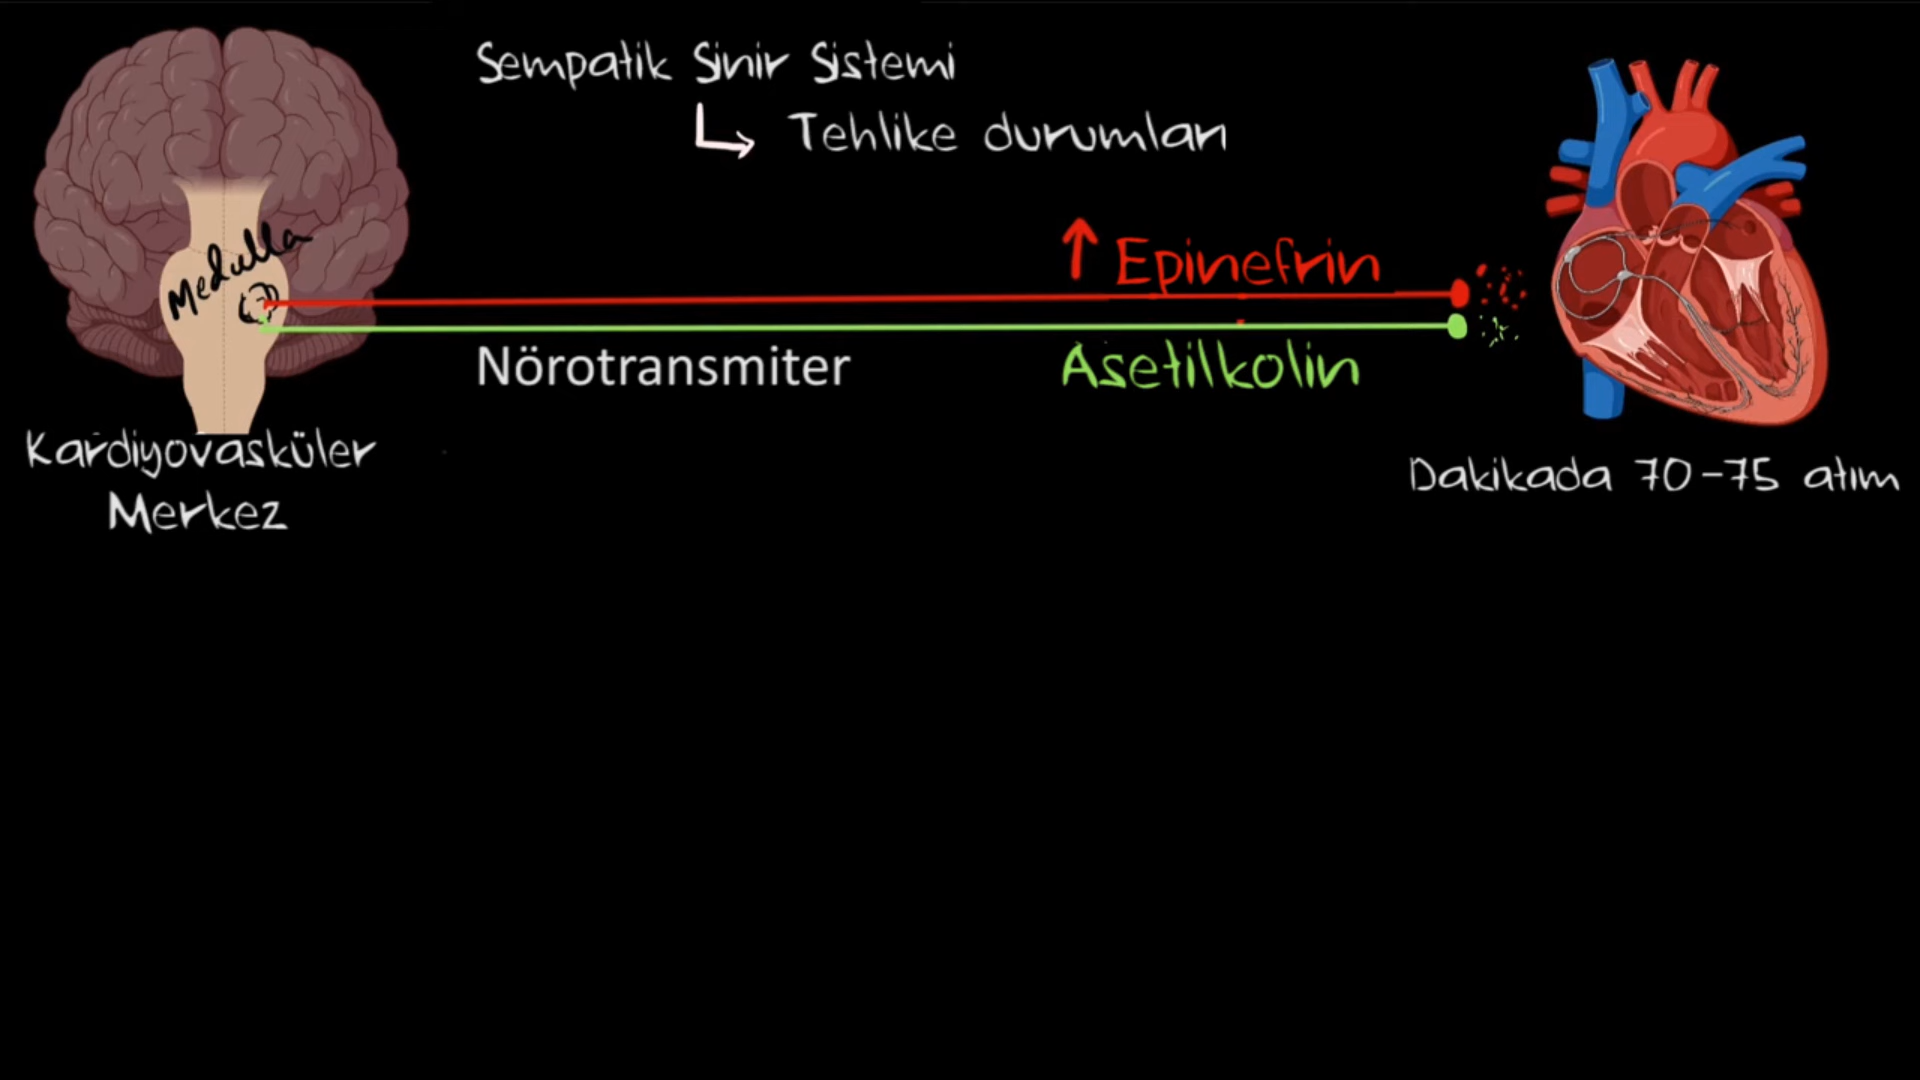 Sempatik Sinir Sistemi
Tehlike durumları
Medulla
Epinefrin
Nörotransmiter
Asetilkolin
Kardiyovasküler
Merkez
Dakikada 70-75 atım